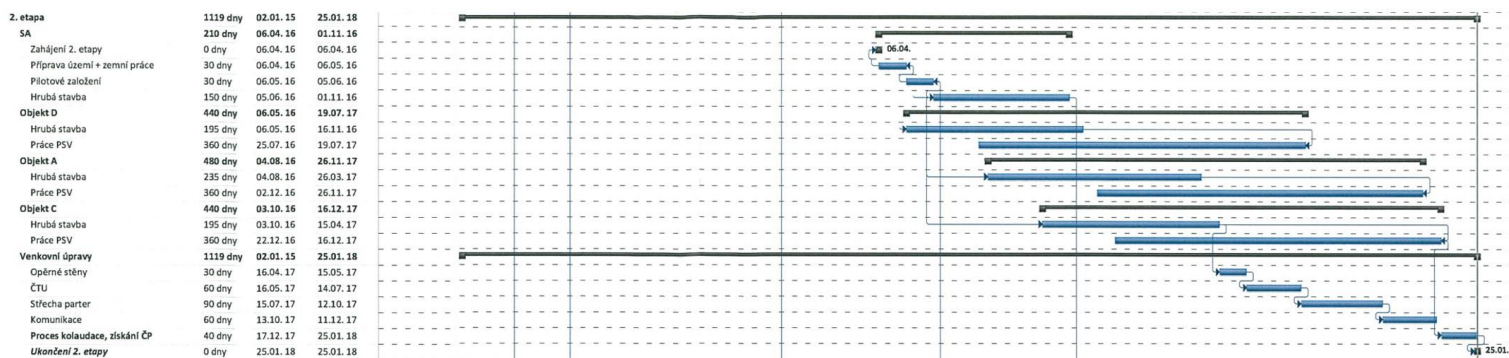 2. etapa 1119 dny 02.01. 15 25.01. 18
SA 210 dny 06.04. 16 01.11. 16
Zahájení 2. etapy 0 dny 06.04. 16 06.04. 16 06.04.
Příprava území + zemní práce 30 dny 06.04. 16 06.05. 16
Pilotové založení 30 dny 06.05. 16 05.06. 16
Hrubá stavba 150 dny 05.06. 16 01.11. 16
Objekt D 440 dny 06.05. 16 19.07. 17
Hrubá stavba 195 dny 06.05. 16 16.11. 16
Práce PSV 360 dny 25.07. 16 19.07. 17
Objekt A 480 dny 04.08. 16 26.11. 17
Hrubá stavba 235 dny 04.08. 16 26.03. 17
Práce PSV 360 dny 02.12. 16 26.11. 17
Objekt C 440 dny 03.10. 16 16.12. 17
Hrubá stavba 195 dny 03.10. 16 15.04. 17
Práce PSV 360 dny 22.12. 16 16.12. 17
Venkovní úpravy 1119 dny 02.01. 15 25.01. 18
Opěrné stěny 30 dny 16.04. 17 15.05. 17
ČTU 60 dny 16.05. 17 14.07. 17
Střecha parter 90 dny 15.07. 17 12.10. 17
Komunikace 60 dny 13.10. 17 11.12. 17
Proces kolaudace, získání ČP 40 dny 17.12. 17 25.01. 18
Ukončení 2. etapy 0 dny 25.01. 18 25.01. 18 25.01.